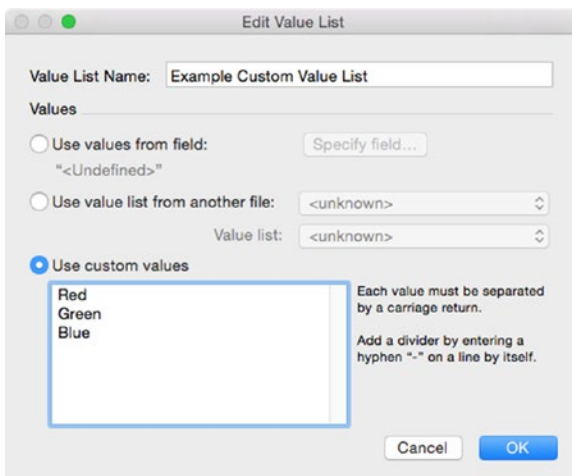 Edit Value List
Value List Name: Example Custom Value List
Values
Use values from field: Specify field...
"<Undefined>"
Use value list from another file: <unknown>
Value list: <unknown>
Use custom values
Red
Green
Blue
Each value must be separated
by a carriage return.
Add a divider by entering a
hyphen "-" on a line by itself.
Cancel OK